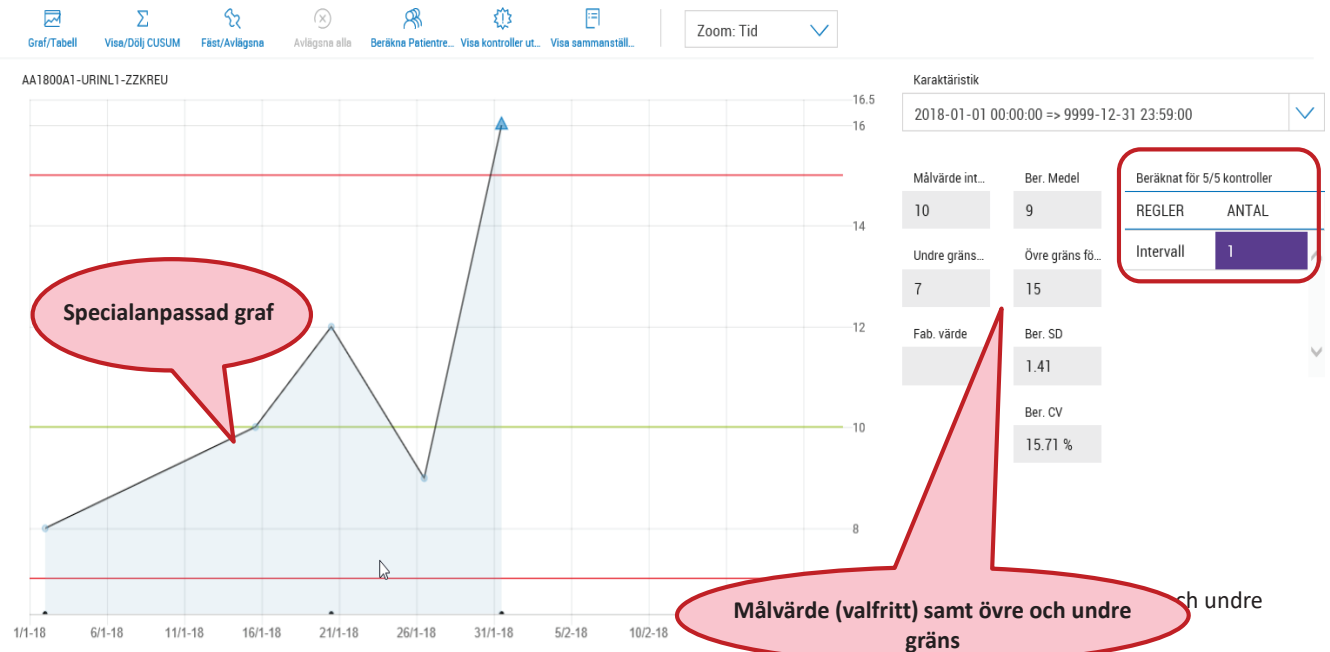 Graf/Tabell
Visa/Dölj CUSUM
Fäst/Avlägsna
Avlägsna alla
Beräkna Patientre...
Visa kontroller ut...
Visa sammanställ...
Zoom: Tid
AA1800A1-URINL1-ZZKREU
16.5
16
14
12
10
8
1/1-18
6/1-18
11/1-18
16/1-18
21/1-18
26/1-18
31/1-18
5/2-18
10/2-18
Specialanpassad graf
Karaktäristik
2018-01-01 00:00:00 => 9999-12-31 23:59:00
Målvärde int...
Ber. Medel
10
9
Undre gräns...
Övre gräns fö...
7
15
Fab. värde
Ber. SD
1.41
Ber. CV
15.71 %
Beräknat för 5/5 kontroller
REGLER ANTAL
Intervall 1
Målvärde (valfritt) samt övre och undre
gräns
ch undre